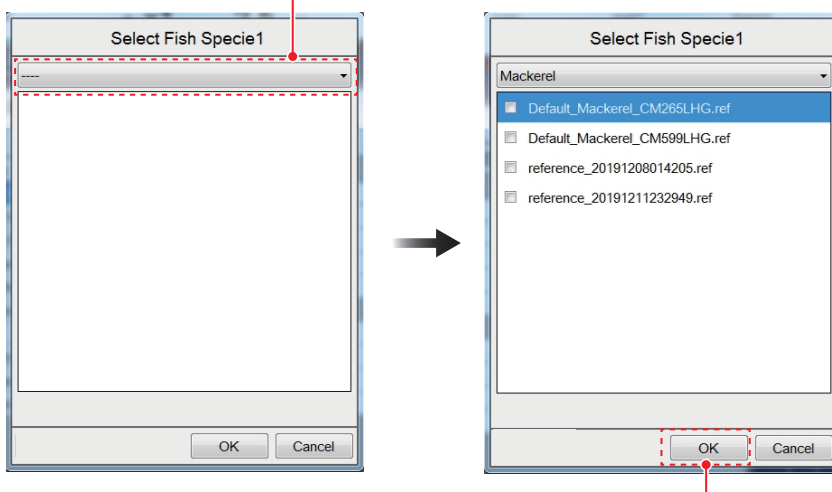 Select Fish Specie1
----
OK
Cancel
Select Fish Specie1
Mackerel
Default_Mackerel_CM265LHG.ref
Default_Mackerel_CM599LHG.ref
reference_20191208014205.ref
reference_20191211232949.ref
OK
Cancel